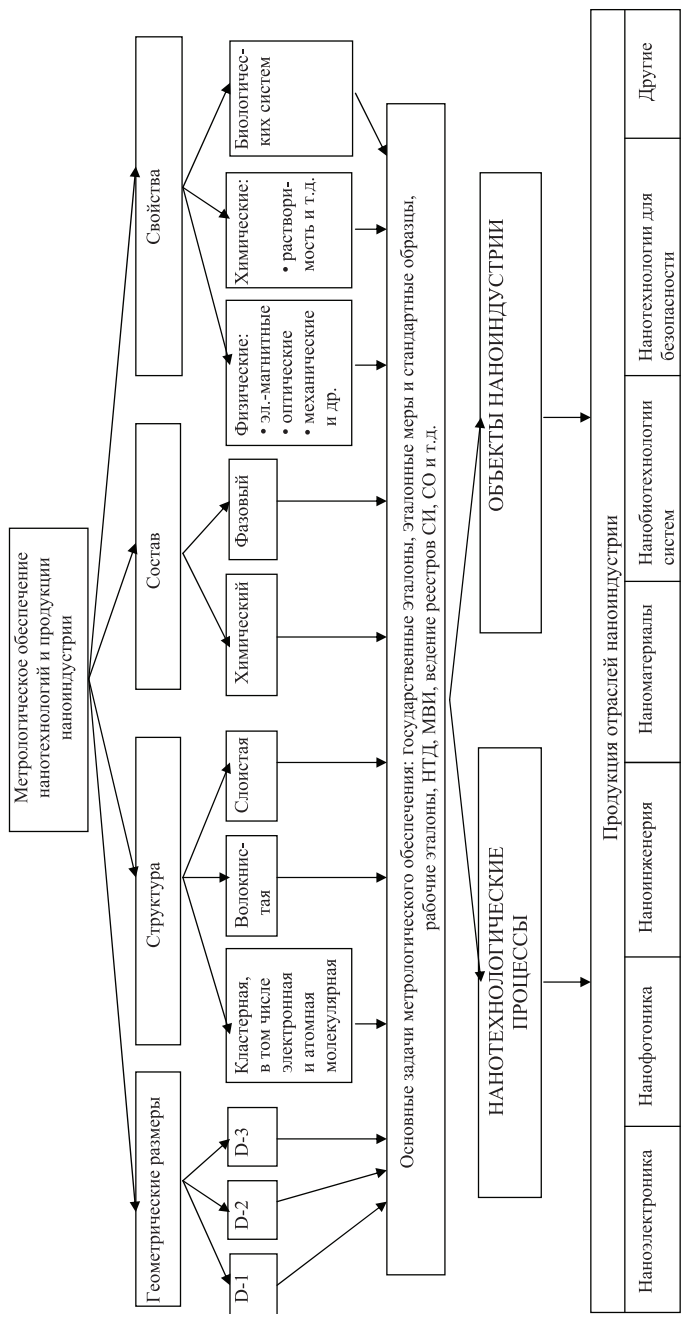 Метрологическое обеспечение
нанотехнологий и продукции
наноиндустрии
Геометрические размеры
Структура
Состав
Свойства
D-1
D-2
D-3
Кластерная,
в том числе
электронная
и атомная
молекулярная
Волокнис-
тая
Слоистая
Химический
Фазовый
Физические:
• эл.-магнитные
• оптические
• механические
и др.
Химические:
• раствори-
мость и т.д.
Биологичес-
ких систем
Основные задачи метрологического обеспечения: государственные эталоны, эталонные меры и стандартные образцы,
рабочие эталоны, НТД, МВИ, ведение реестров СИ, СО и т.д.
НАНОТЕХНОЛОГИЧЕСКИЕ
ПРОЦЕССЫ
ОБЪЕКТЫ НАНОИНДУСТРИИ
Продукция отраслей наноиндустрии
Наноэлектроника
Нанофотоника
Наноинженерия
Наноматериалы
Нанобиотехнологии
систем
Нанотехнологии для
безопасности
Другие